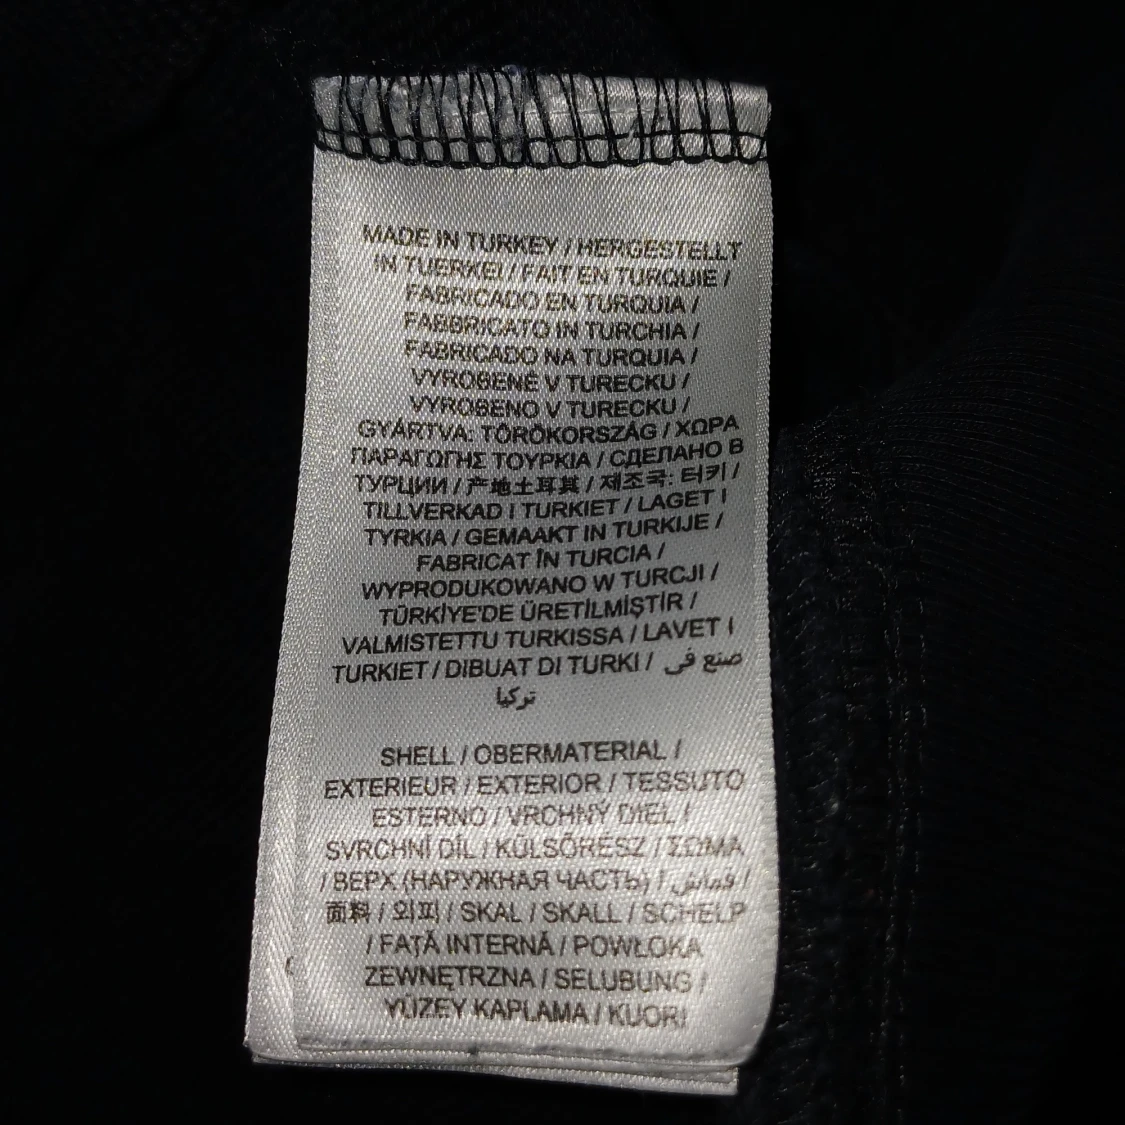 MADE IN TURKEY / HERGESTELLT
IN TUERKEI / FAIT EN TURQUIE /
FABRICADO EN TURQUIA /
FABBRICATO IN TURCHIA /
FABRICADO NA TURQUIA /
VYROBENÉ V TURECKU /
VYROBENO V TURECKU /
GYÁRTVA: TÖRÖKORSZÁG / ΧΩΡΑ
ΠΑΡΑΓΩΓΗΣ ΤΟΥΡΚΙΑ / СДЕЛАНО В
ТУРЦИИ / 产地土耳其 / 제조국: 터키 /
TILLVERKAD I TURKIET / LAGET I
TYRKIA / GEMAAKT IN TURKIJE /
FABRICAT ÎN TURCIA /
WYPRODUKOWANO W TURCJI /
TÜRKİYE'DE ÜRETİLMİŞTİR /
VALMISTETTU TURKISSA / LAVET I
TURKIET / DIBUAT DI TURKI / صنع في
تركيا
SHELL / OBERMATERIAL /
EXTERIEUR / EXTERIOR / TESSUTO
ESTERNO / VRCHNÝ DIEL /
SVRCHNÍ DÍL / KÜLSŐRÉSZ / ΣΩΜΑ
/ ВЕРХ (НАРУЖНАЯ ЧАСТЬ) / قماش /
面料 / 외피 / SKAL / SKALL / SCHELP
/ FAŢĂ INTERNĂ / POWŁOKA
ZEWNĘTRZNA / SELUBUNG /
YÜZEY KAPLAMA / KUORI